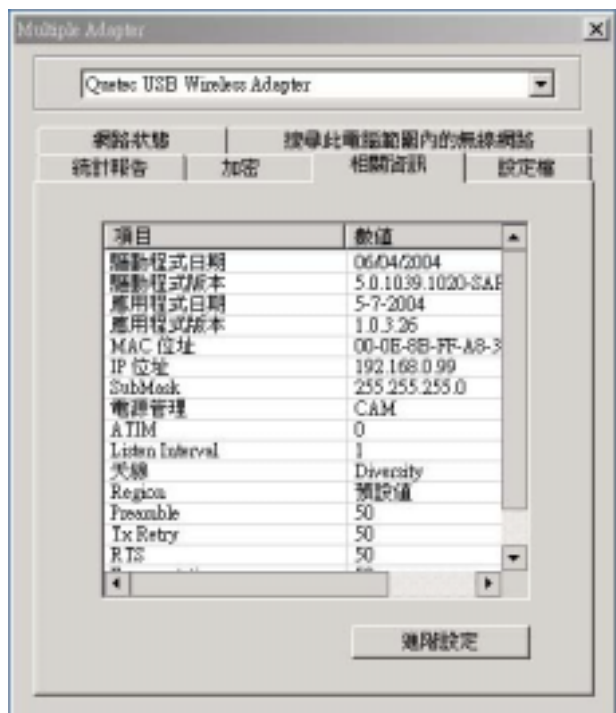 Multiple Adapter
Qnetec USB Wireless Adapter
網路狀態 搜尋此電腦範圍內的無線網路
統計報告 加密 相關資訊 設定檔
項目 數值
驅動程式日期 06/04/2004
驅動程式版本 5.0.1039.1020-SAP
應用程式日期 5-7-2004
應用程式版本 1.0.3.26
MAC 位址 00-0E-8B-FF-A8-3
IP 位址 192.168.0.99
SubMask 255.255.255.0
電源管理 CAM
ATIM 0
Listen Interval 1
天線 Diversity
Region 預設值
Preamble 50
Tx Retry 50
RTS 50
進階設定